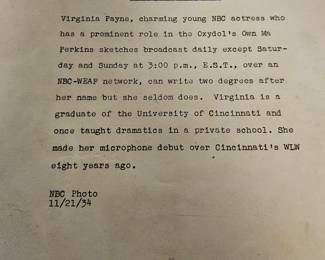 Virginia Payne, charming young NBC actress who
has a prominent role in the Oxydol's Own Ma
Perkins sketches broadcast daily except Satur-
day and Sunday at 3:00 p.m., E.S.T., over an
NBC-WEAF network, can write two degrees after
her name but she seldom does. Virginia is a
graduate of the University of Cincinnati and
once taught dramatics in a private school. She
made her microphone debut over Cincinnati's WLW
eight years ago.
NBC Photo
11/21/34